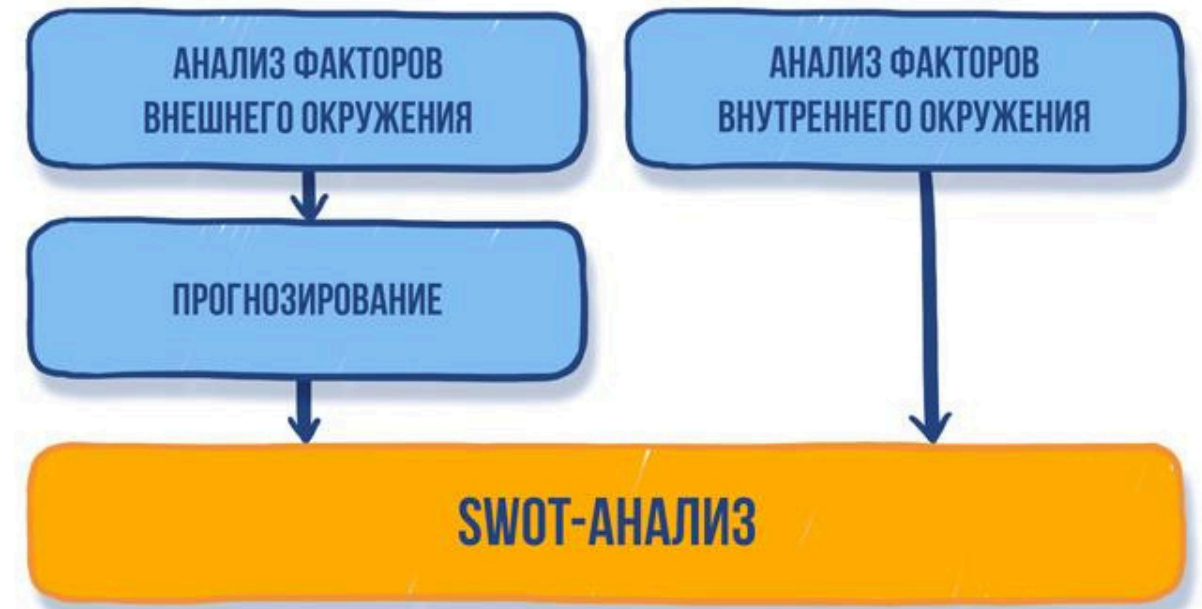 АНАЛИЗ ФАКТОРОВ
ВНЕШНЕГО ОКРУЖЕНИЯ
АНАЛИЗ ФАКТОРОВ
ВНУТРЕННЕГО ОКРУЖЕНИЯ
ПРОГНОЗИРОВАНИЕ
SWOT-АНАЛИЗ